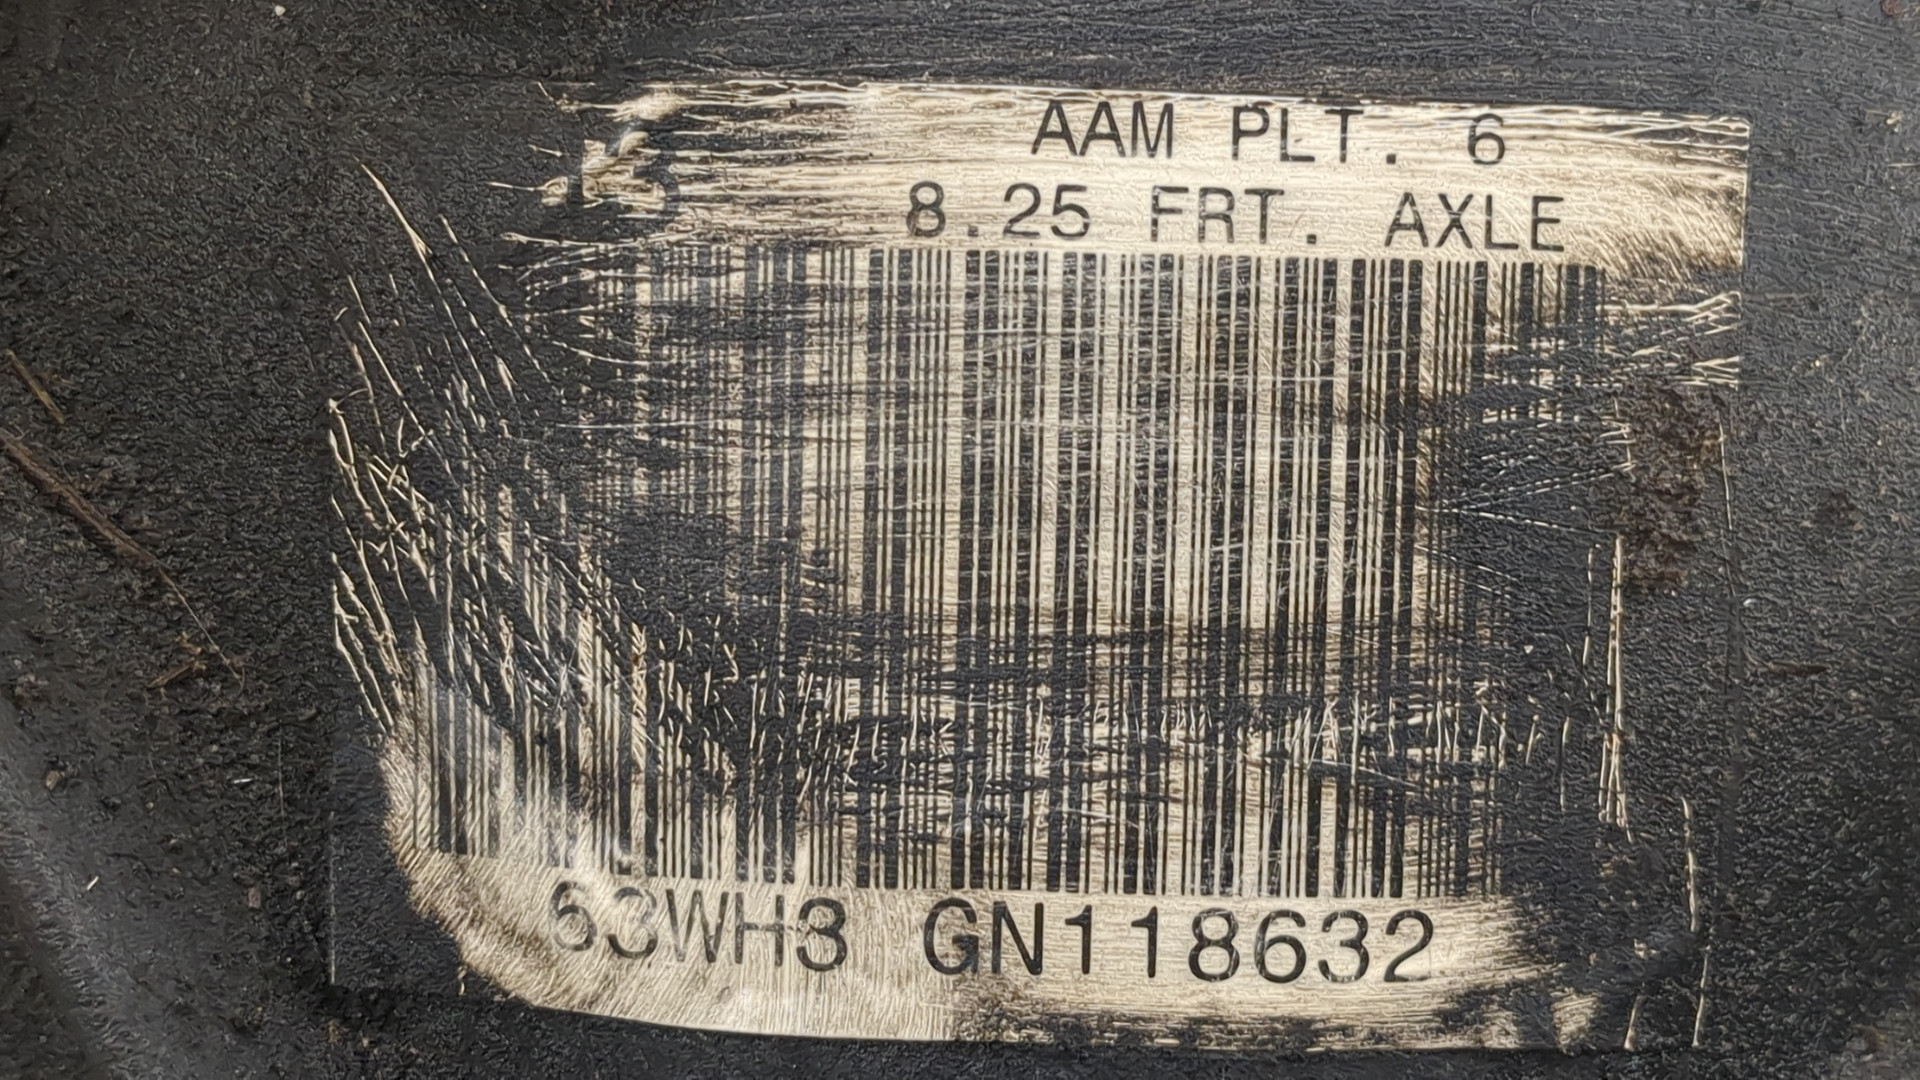 AAM PLT. 6
8.25 FRT. AXLE
63WH3 GN118632